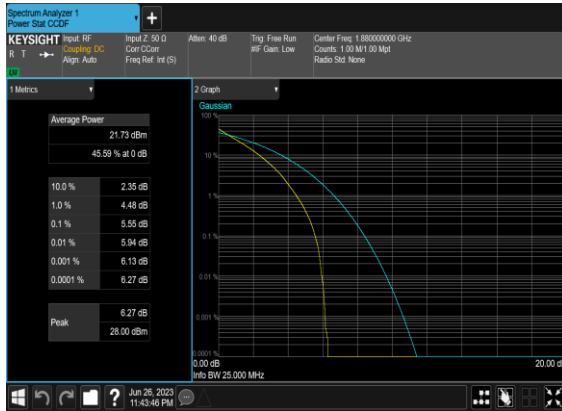 Spectrum Analyzer 1
Power Stat CCDF
KEYSIGHT
R T
LXI
Input: RF
Coupling: DC
Align: Auto
Input Z: 50 Ω
Corr CCorr
Freq Ref: Int (S)
Atten: 40 dB
Trig: Free Run
#IF Gain: Low
Center Freq: 1.880000000 GHz
Counts: 1.00 M/1.00 Mpt
Radio Std: None
1 Metrics
Average Power
21.73 dBm
45.59 % at 0 dB
10.0 % 2.35 dB
1.0 % 4.48 dB
0.1 % 5.55 dB
0.01 % 5.94 dB
0.001 % 6.13 dB
0.0001 % 6.27 dB
Peak
6.27 dB
28.00 dBm
2 Graph
Gaussian
100 %
10 %
1 %
0.1 %
0.01 %
0.001 %
0.0001 %
0.00 dB
20.00 dB
Info BW 25.000 MHz
Jun 26, 2023
11:43:46 PM